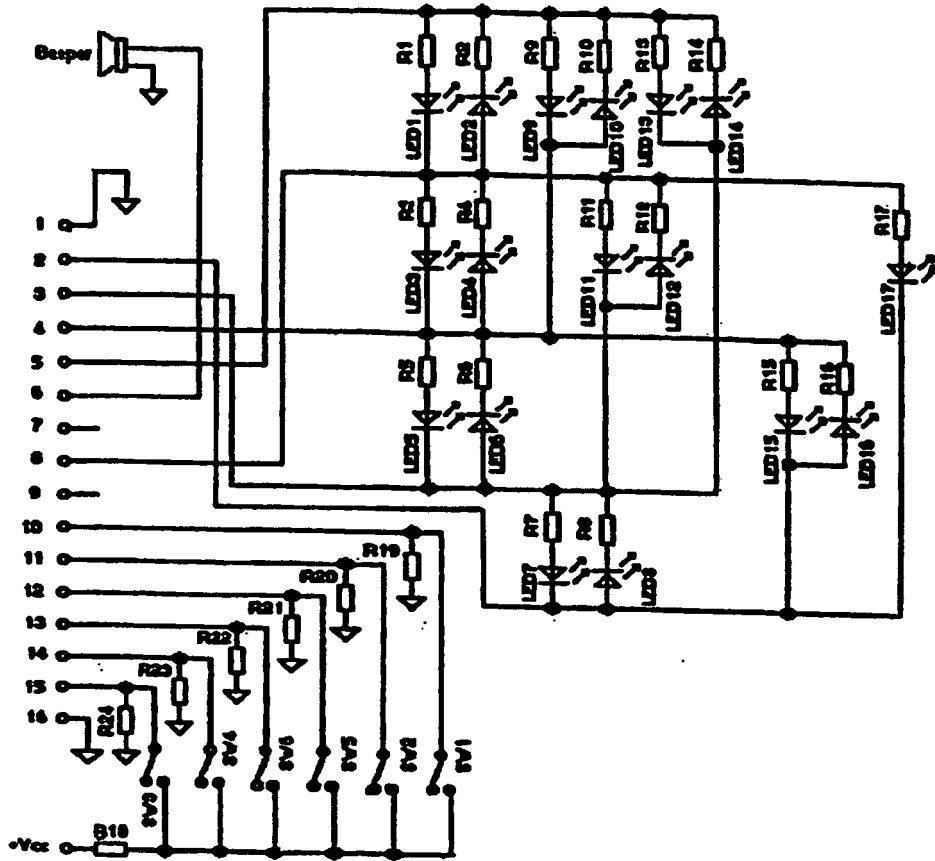 Beeper
1
2
3
4
5
6
7
8
9
10
11
12
13
14
15
16
+Vcc
R1
R2
R9
R10
R13
R14
LED1
LED2
LED9
LED10
LED13
LED14
R3
R4
R11
R12
R17
LED3
LED4
LED11
LED12
LED17
R5
R6
R15
R16
LED5
LED6
LED15
LED16
R7
R8
LED7
LED8
R19
R20
R21
R22
R23
R24
SW3
SW4
SW6
SW5
SW2
SW1
R18